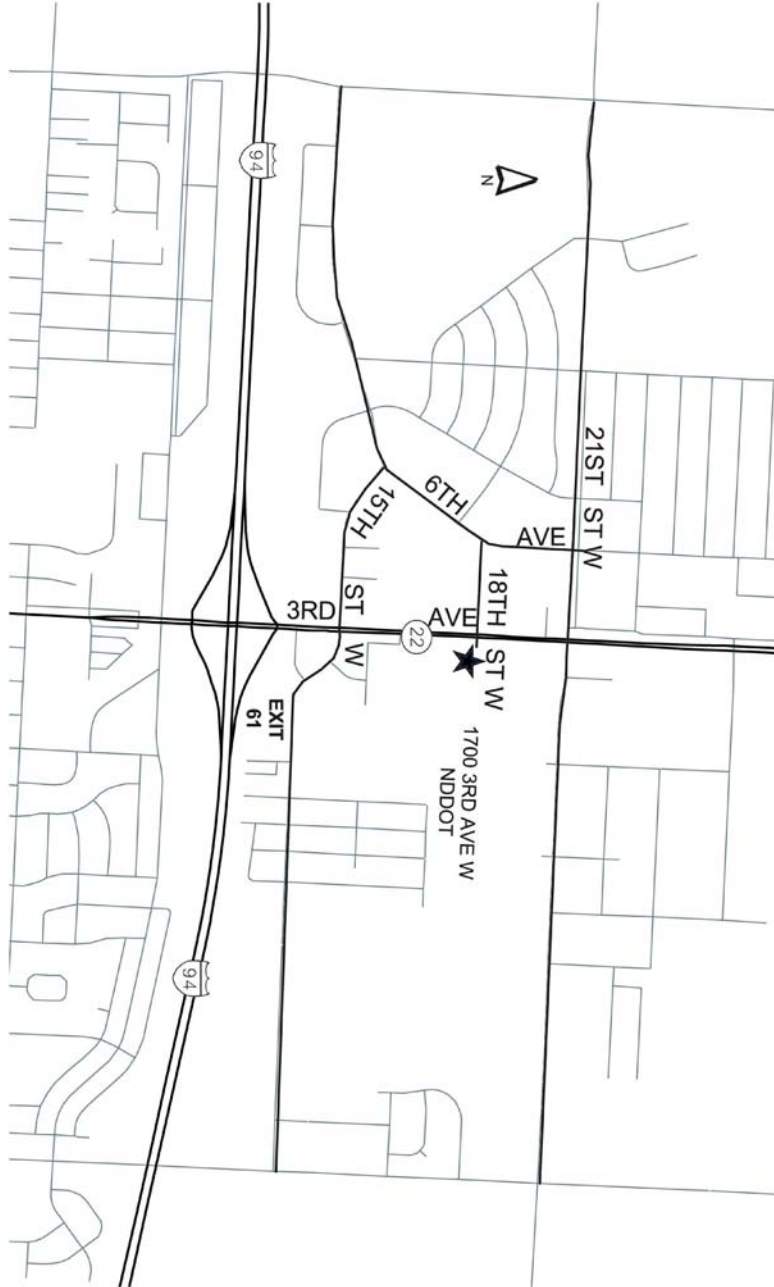 94
N
21ST ST W
6TH AVE
15TH ST W
18TH ST W
3RD AVE
22
EXIT
61
1700 3RD AVE W
NDDOT
94